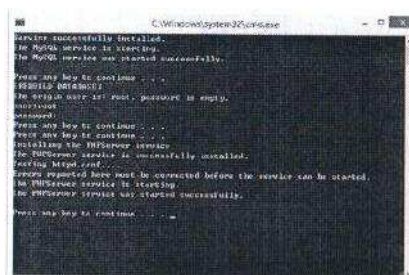 C:\Windows\system32\cmd.exe
Service successfully installed.
The MySQL service is starting.
The MySQL service was started successfully.
Press any key to continue . . .
REBUILD DATABASE!
The origin user is: root, password is empty.
password:
Press any key to continue . . .
Press any key to continue . . .
Installing the PHPServer service
The PHPServer service is successfully installed.
Testing httpd.conf...
Errors reported here must be corrected before the service can be started.
The PHPServer service is starting.
The PHPServer service was started successfully.
Press any key to continue . . .